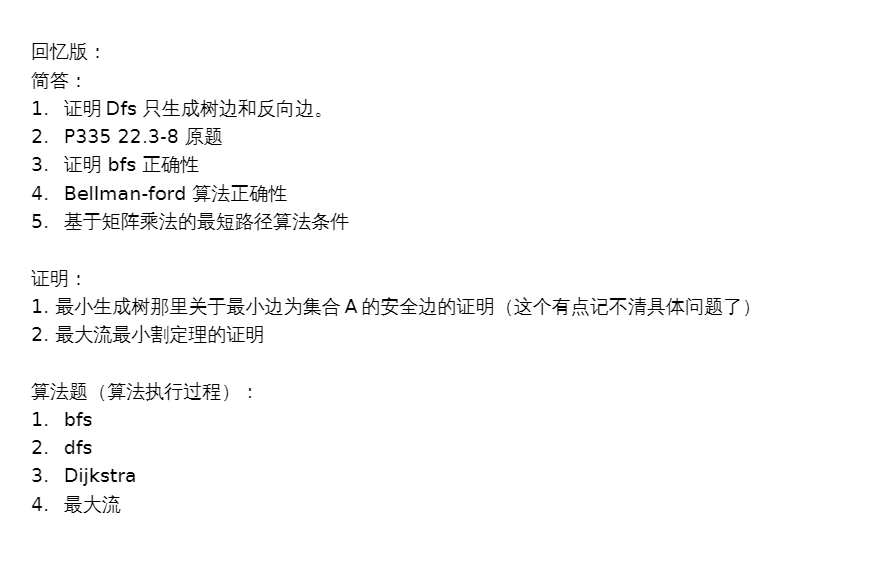 回忆版：
简答：
1. 证明 Dfs 只生成树边和反向边。
2. P335 22.3-8 原题
3. 证明 bfs 正确性
4. Bellman-ford 算法正确性
5. 基于矩阵乘法的最短路径算法条件
证明：
1. 最小生成树那里关于最小边为集合 A 的安全边的证明（这个有点记不清具体问题了）
2. 最大流最小割定理的证明
算法题（算法执行过程）：
1. bfs
2. dfs
3. Dijkstra
4. 最大流